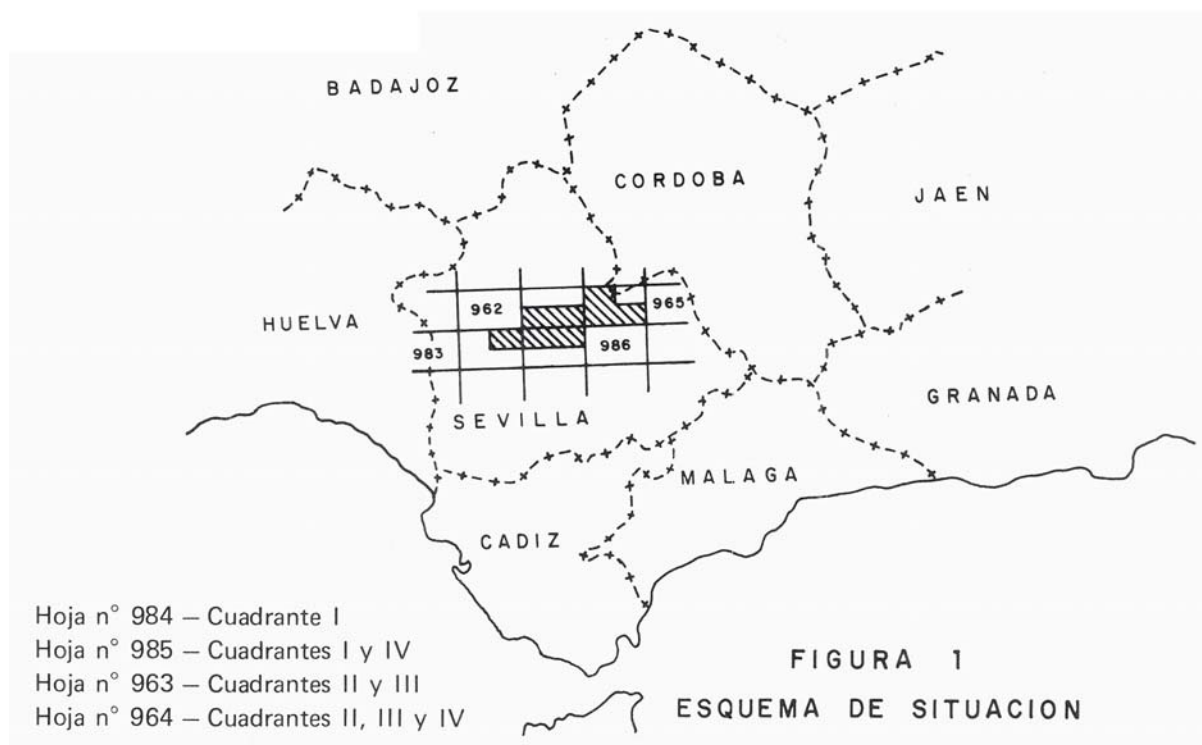 BADAJOZ
CORDOBA
JAEN
962
965
HUELVA
983
986
SEVILLA
GRANADA
MALAGA
CADIZ
Hoja n° 984 – Cuadrante I
Hoja n° 985 – Cuadrantes I y IV
Hoja n° 963 – Cuadrantes II y III
Hoja n° 964 – Cuadrantes II, III y IV
FIGURA 1
ESQUEMA DE SITUACION